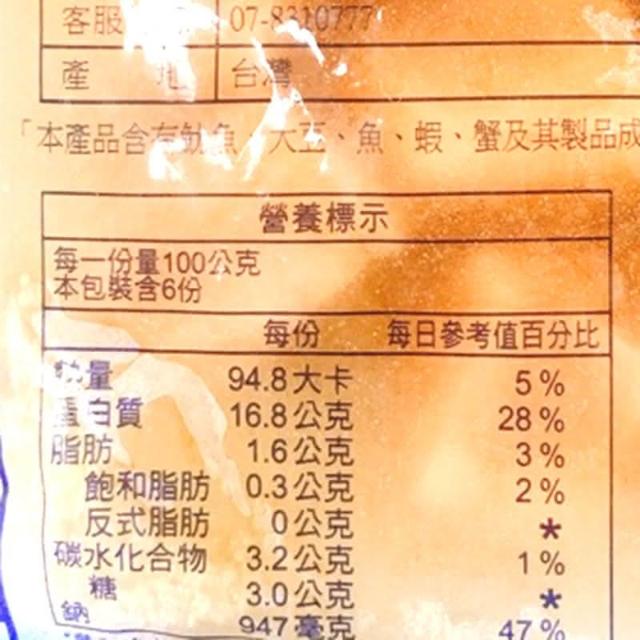 客服 07-8310777
產 地 台灣
「本產品含有魷魚、大豆、魚、蝦、蟹及其製品成
營養標示
每一份量100公克
本包裝含6份
每份 每日參考值百分比
熱量 94.8大卡 5%
蛋白質 16.8公克 28%
脂肪 1.6公克 3%
飽和脂肪 0.3公克 2%
反式脂肪 0公克 *
碳水化合物 3.2公克 1%
糖 3.0公克 *
鈉 947毫克 47%